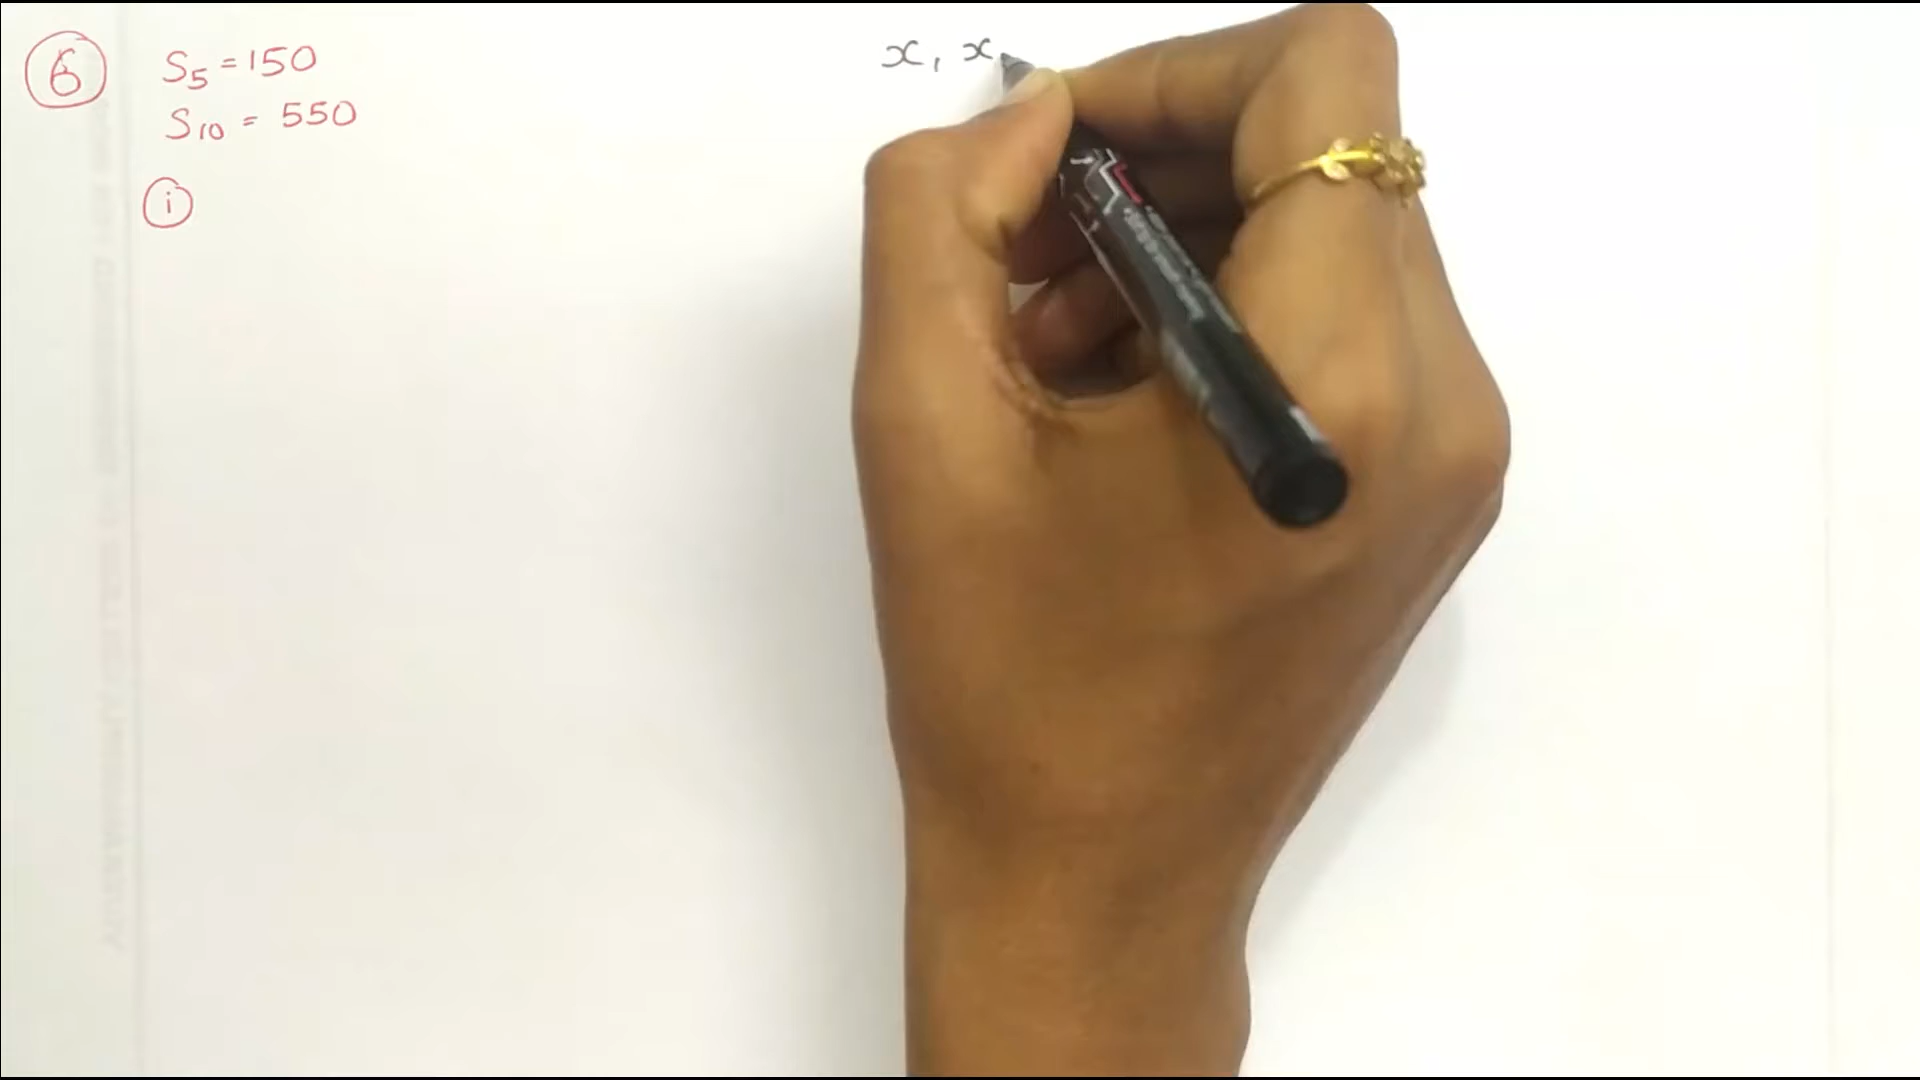 6 S5 = 150
S10 = 550
i
x, x